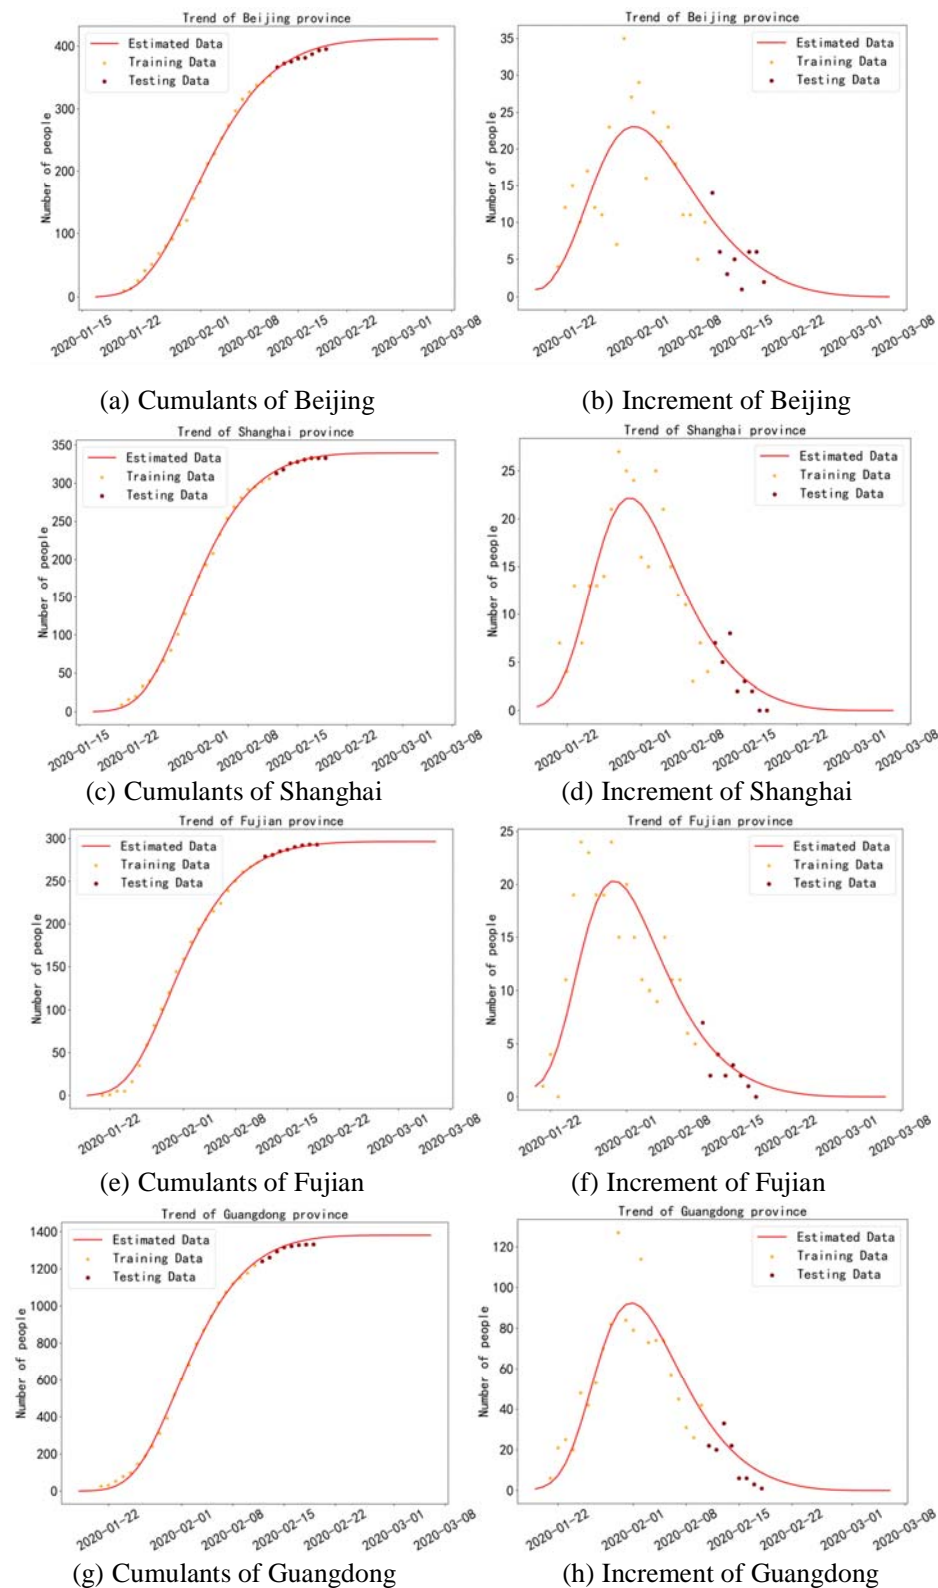 Trend of Beijing province
Estimated Data
Training Data
Testing Data
Number of people
400
300
200
100
0
2020-01-15
2020-01-22
2020-02-01
2020-02-08
2020-02-15
2020-02-22
2020-03-01
2020-03-08
(a) Cumulants of Beijing
Trend of Beijing province
Estimated Data
Training Data
Testing Data
Number of people
35
30
25
20
15
10
5
0
2020-01-22
2020-02-01
2020-02-08
2020-02-15
2020-02-22
2020-03-01
2020-03-08
(b) Increment of Beijing
Trend of Shanghai province
Estimated Data
Training Data
Testing Data
Number of people
350
300
250
200
150
100
50
0
2020-01-15
2020-01-22
2020-02-01
2020-02-08
2020-02-15
2020-02-22
2020-03-01
2020-03-08
(c) Cumulants of Shanghai
Trend of Shanghai province
Estimated Data
Training Data
Testing Data
Number of people
25
20
15
10
5
0
2020-01-22
2020-02-01
2020-02-08
2020-02-15
2020-02-22
2020-03-01
2020-03-08
(d) Increment of Shanghai
Trend of Fujian province
Estimated Data
Training Data
Testing Data
Number of people
300
250
200
150
100
50
0
2020-01-22
2020-02-01
2020-02-08
2020-02-15
2020-02-22
2020-03-01
2020-03-08
(e) Cumulants of Fujian
Trend of Fujian province
Estimated Data
Training Data
Testing Data
Number of people
25
20
15
10
5
0
2020-01-22
2020-02-01
2020-02-08
2020-02-15
2020-02-22
2020-03-01
2020-03-08
(f) Increment of Fujian
Trend of Guangdong province
Estimated Data
Training Data
Testing Data
Number of people
1400
1200
1000
800
600
400
200
0
2020-01-22
2020-02-01
2020-02-08
2020-02-15
2020-02-22
2020-03-01
2020-03-08
(g) Cumulants of Guangdong
Trend of Guangdong province
Estimated Data
Training Data
Testing Data
Number of people
120
100
80
60
40
20
0
2020-01-22
2020-02-01
2020-02-08
2020-02-15
2020-02-22
2020-03-01
2020-03-08
(h) Increment of Guangdong